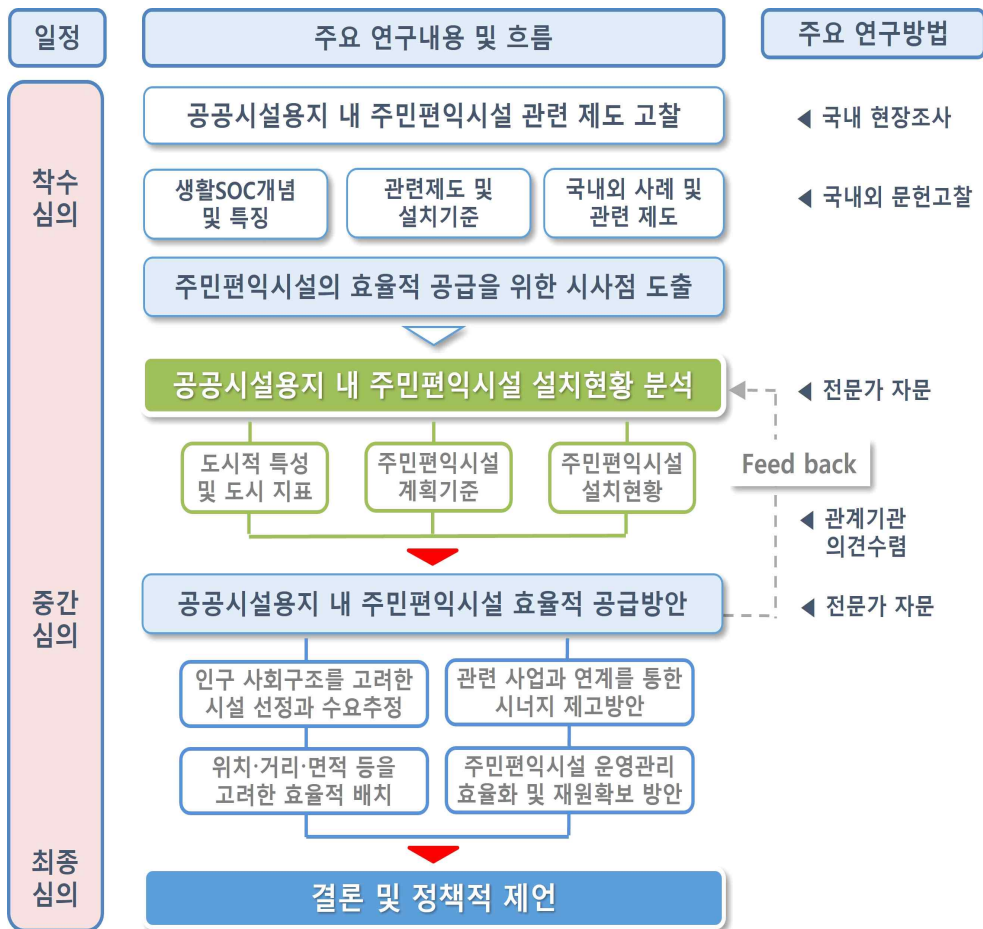 일정
주요 연구내용 및 흐름
주요 연구방법
착수
심의
공공시설용지 내 주민편익시설 관련 제도 고찰
◀ 국내 현장조사
생활SOC개념
및 특징
관련제도 및
설치기준
국내외 사례 및
관련 제도
◀ 국내외 문헌고찰
주민편익시설의 효율적 공급을 위한 시사점 도출
공공시설용지 내 주민편익시설 설치현황 분석
◀ 전문가 자문
도시적 특성
및 도시 지표
주민편익시설
계획기준
주민편익시설
설치현황
Feed back
◀ 관계기관
의견수렴
중간
심의
공공시설용지 내 주민편익시설 효율적 공급방안
◀ 전문가 자문
인구 사회구조를 고려한
시설 선정과 수요추정
관련 사업과 연계를 통한
시너지 제고방안
위치·거리·면적 등을
고려한 효율적 배치
주민편익시설 운영관리
효율화 및 재원확보 방안
최종
심의
결론 및 정책적 제언